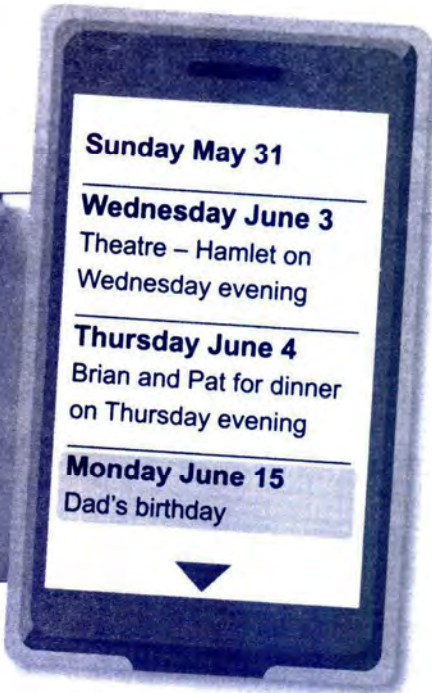 Sunday May 31
Wednesday June 3
Theatre – Hamlet on
Wednesday evening
Thursday June 4
Brian and Pat for dinner
on Thursday evening
Monday June 15
Dad's birthday